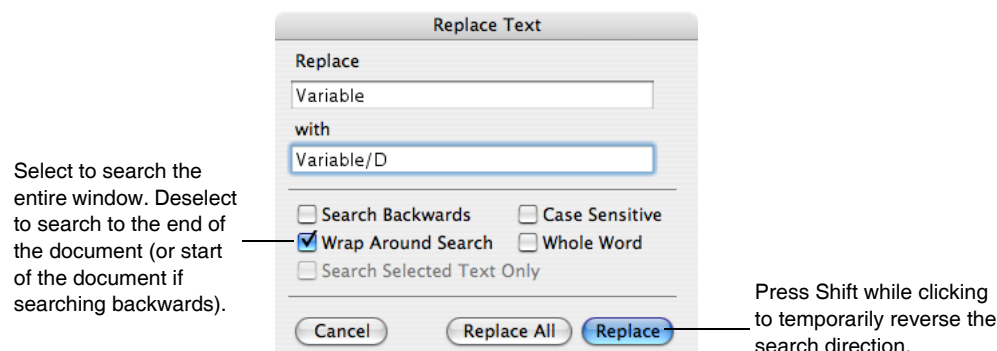 Replace Text
Replace
Variable
with
Variable/D
Select to search the
entire window. Deselect
to search to the end of
the document (or start
of the document if
searching backwards).
Search Backwards Case Sensitive
Wrap Around Search Whole Word
Search Selected Text Only
Cancel Replace All Replace
Press Shift while clicking
to temporarily reverse the
search direction.